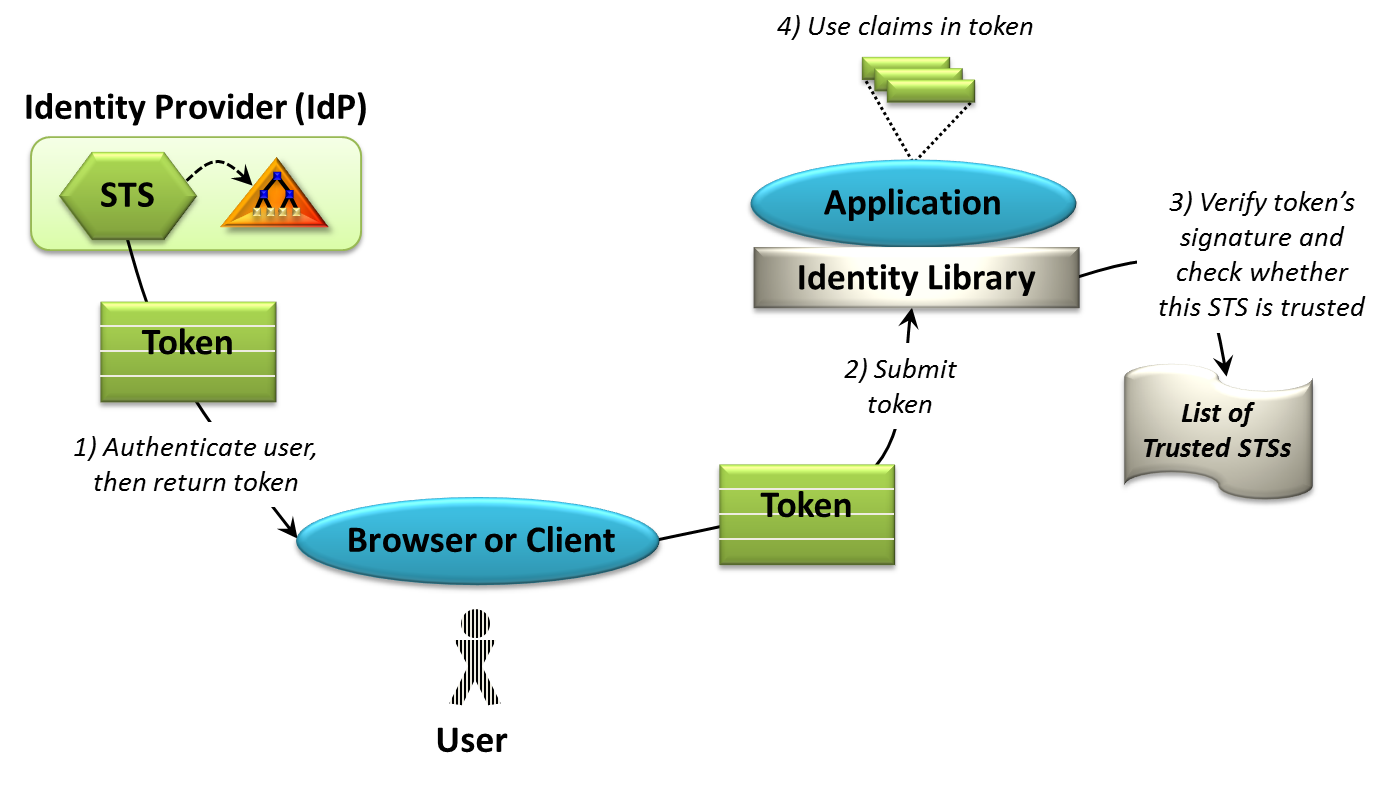 4) Use claims in token
Identity Provider (IdP)
STS
Application
Identity Library
3) Verify token’s
signature and
check whether
this STS is trusted
Token
2) Submit
token
List of
Trusted STSs
1) Authenticate user,
then return token
Token
Browser or Client
User